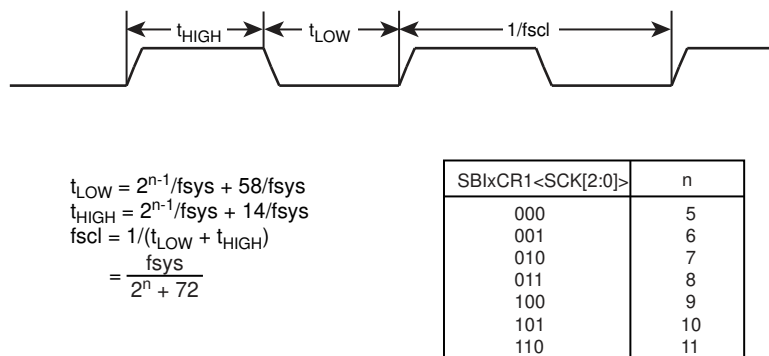 tHIGH tLOW 1/fscl
tLOW = 2n-1/fsys + 58/fsys
tHIGH = 2n-1/fsys + 14/fsys
fscl = 1/(tLOW + tHIGH)
= fsys
2n + 72
SBIxCR1<SCK[2:0]> n
000 5
001 6
010 7
011 8
100 9
101 10
110 11